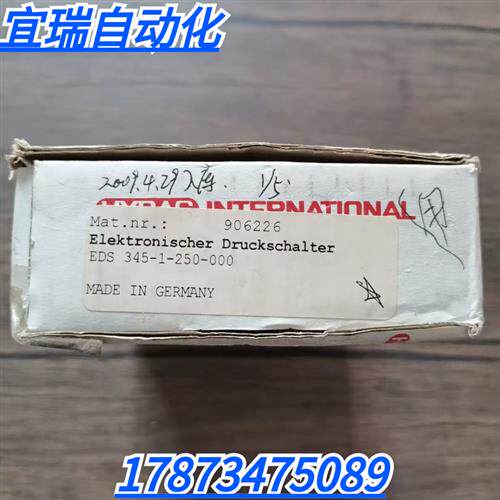 宜瑞自动化
2009.4.29入库. 1/5
HYDAC INTERNATIONAL
Mat.nr.: 906226
Elektronischer Druckschalter
EDS 345-1-250-000
MADE IN GERMANY
17873475089